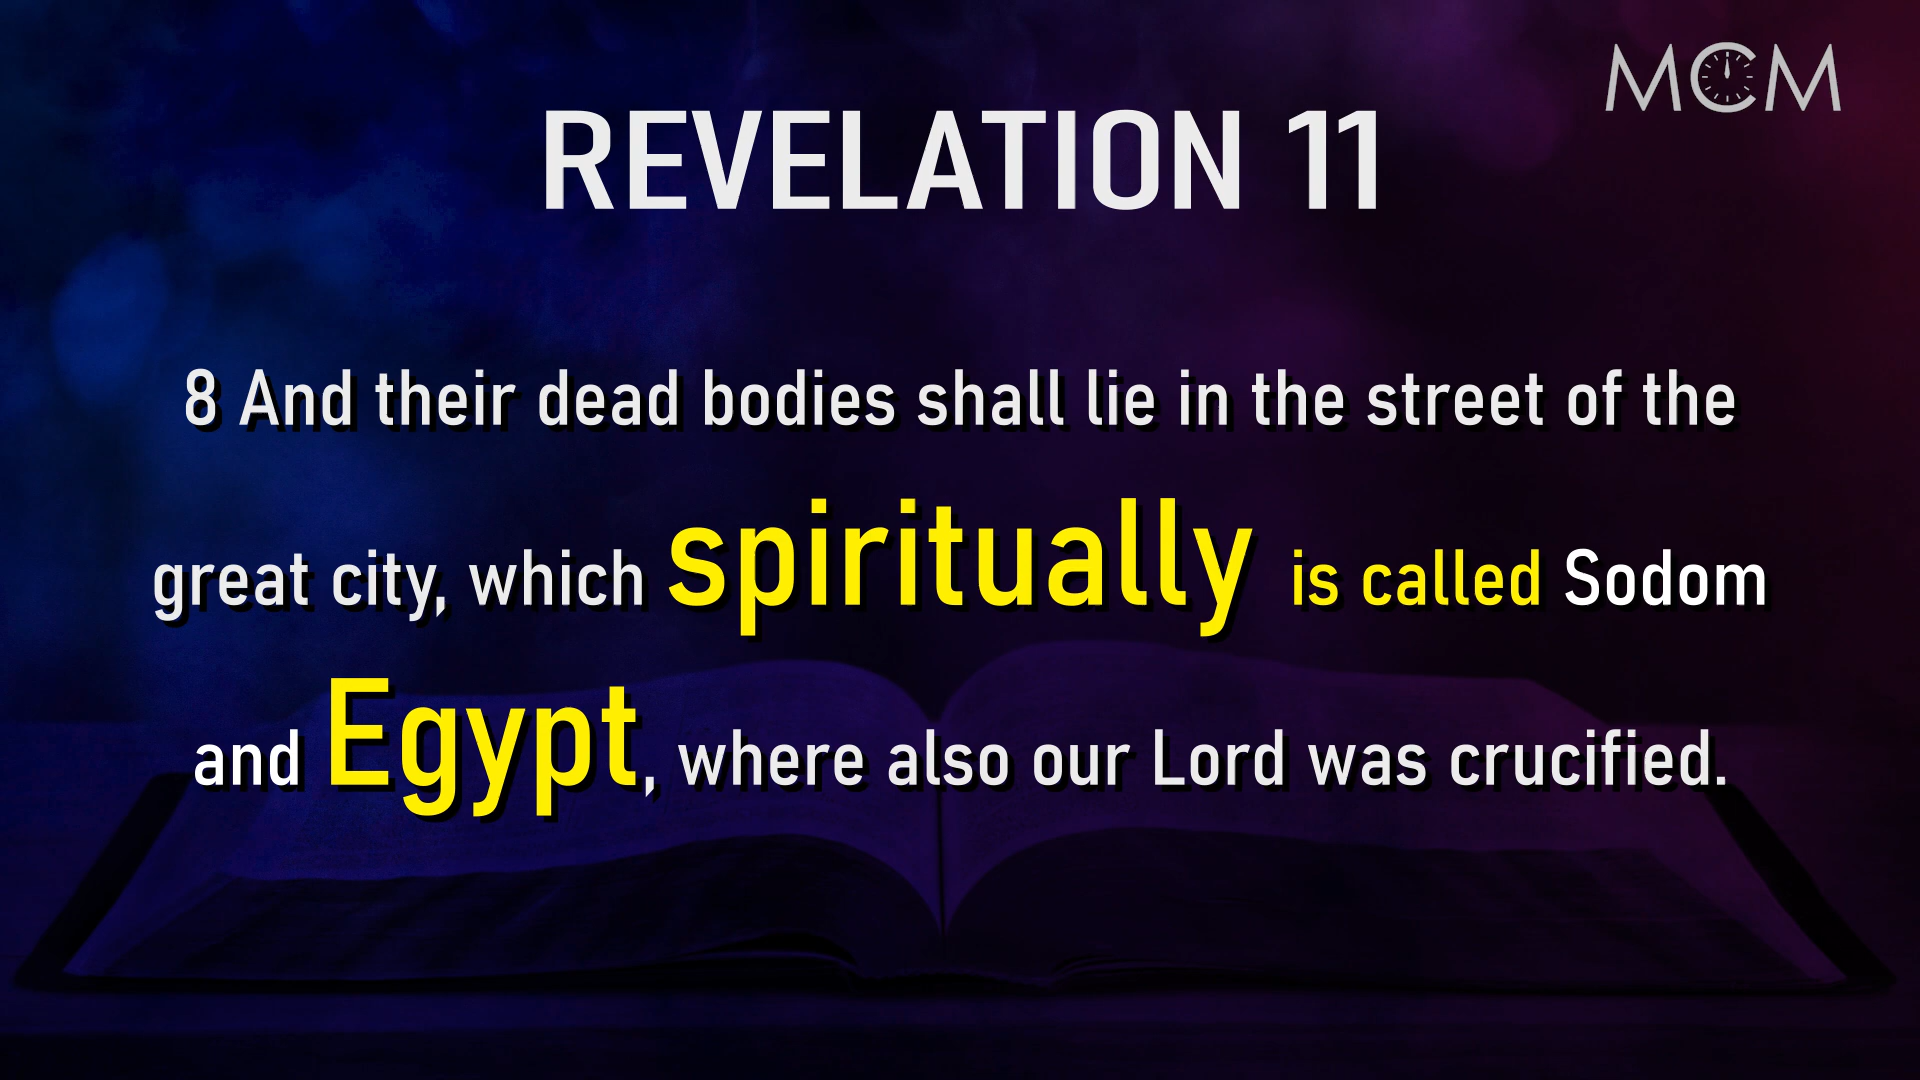 MCM
REVELATION 11
8 And their dead bodies shall lie in the street of the
great city, which spiritually is called Sodom
and Egypt, where also our Lord was crucified.